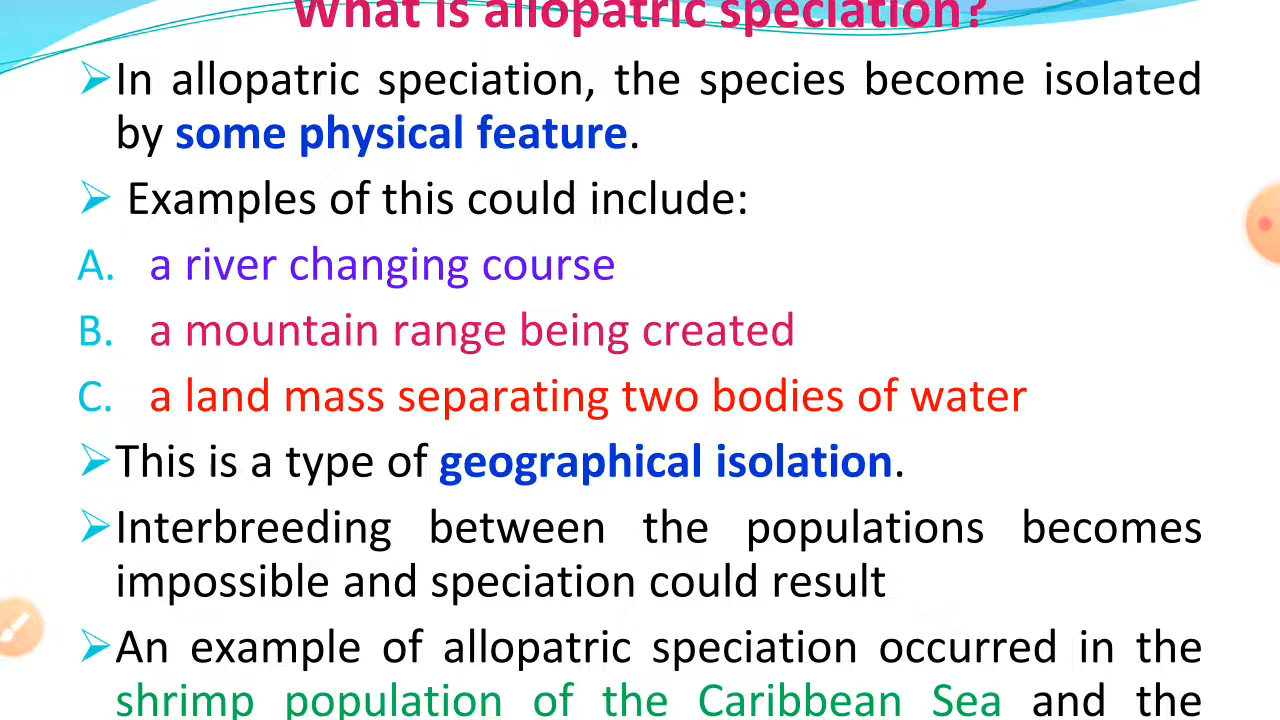 What is allopatric speciation?
➢In allopatric speciation, the species become isolated
by some physical feature.
➢ Examples of this could include:
A. a river changing course
B. a mountain range being created
C. a land mass separating two bodies of water
➢This is a type of geographical isolation.
➢Interbreeding between the populations becomes
impossible and speciation could result
➢An example of allopatric speciation occurred in the
shrimp population of the Caribbean Sea and the